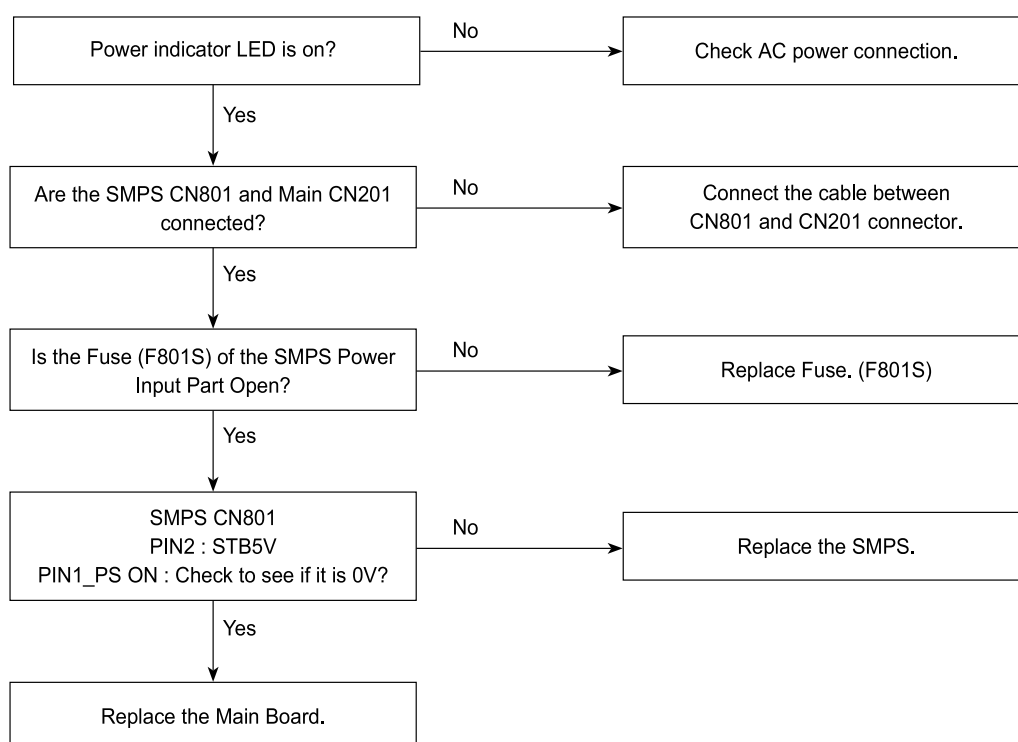 Power indicator LED is on?
No
Check AC power connection.
Yes
Are the SMPS CN801 and Main CN201
connected?
No
Connect the cable between
CN801 and CN201 connector.
Yes
Is the Fuse (F801S) of the SMPS Power
Input Part Open?
No
Replace Fuse. (F801S)
Yes
SMPS CN801
PIN2 : STB5V
PIN1_PS ON : Check to see if it is 0V?
No
Replace the SMPS.
Yes
Replace the Main Board.